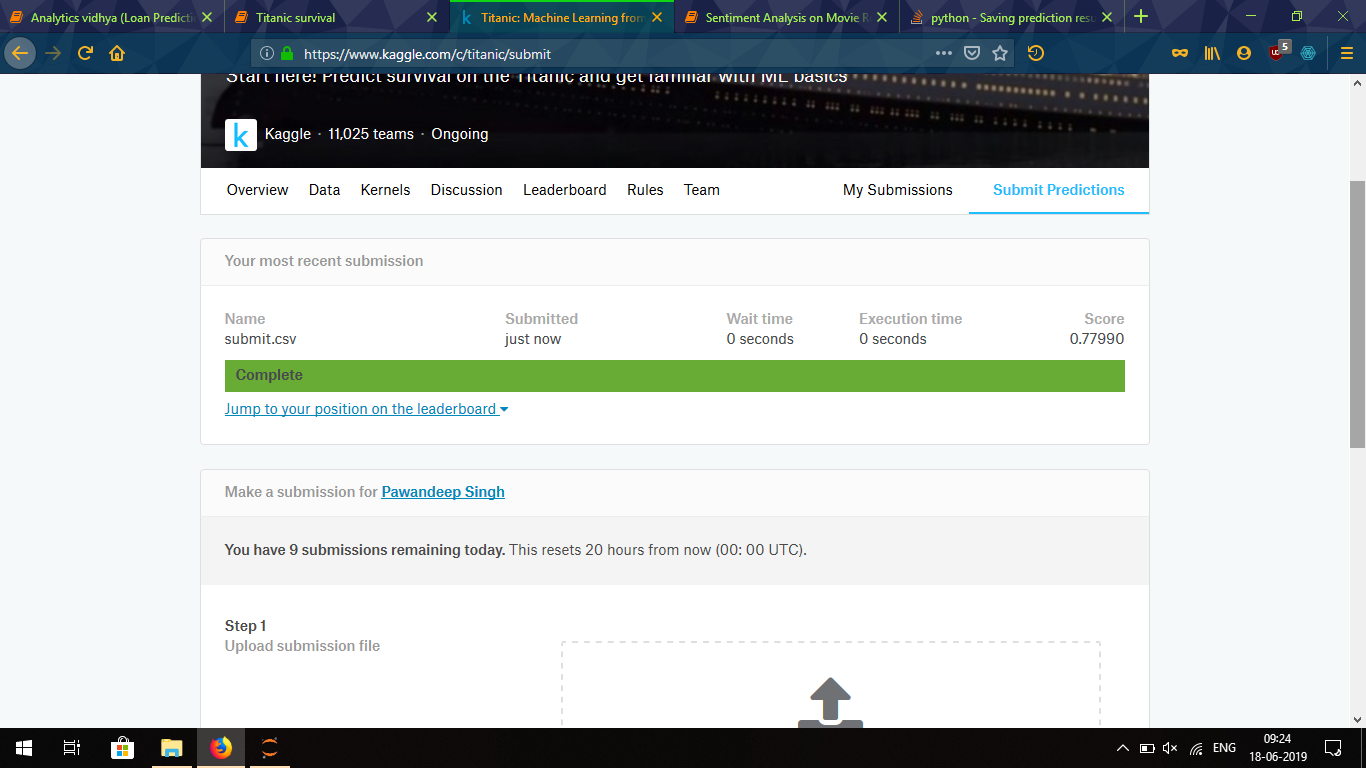 Analytics vidhya (Loan Predicti
Titanic survival
Titanic: Machine Learning from
Sentiment Analysis on Movie R
python - Saving prediction resu
https://www.kaggle.com/c/titanic/submit
5
Start here! Predict survival on the Titanic and get familiar with ML basics
k Kaggle · 11,025 teams · Ongoing
Overview Data Kernels Discussion Leaderboard Rules Team My Submissions Submit Predictions
Your most recent submission
Name Submitted Wait time Execution time Score
submit.csv just now 0 seconds 0 seconds 0.77990
Complete
Jump to your position on the leaderboard
Make a submission for Pawandeep Singh
You have 9 submissions remaining today. This resets 20 hours from now (00: 00 UTC).
Step 1
Upload submission file
ENG
09:24
18-06-2019